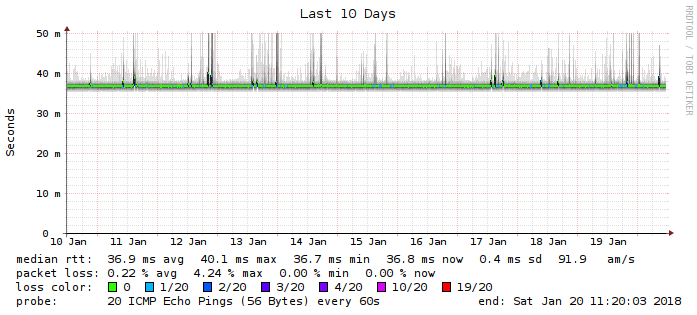 Last 10 Days
RRDTOOL / TOBI OETIKER
Seconds
50 m
40 m
30 m
20 m
10 m
0
10 Jan 11 Jan 12 Jan 13 Jan 14 Jan 15 Jan 16 Jan 17 Jan 18 Jan 19 Jan
median rtt: 36.9 ms avg 40.1 ms max 36.7 ms min 36.8 ms now 0.4 ms sd 91.9 am/s
packet loss: 0.22 % avg 4.24 % max 0.00 % min 0.00 % now
loss color: 0 1/20 2/20 3/20 4/20 10/20 19/20
probe: 20 ICMP Echo Pings (56 Bytes) every 60s end: Sat Jan 20 11:20:03 2018